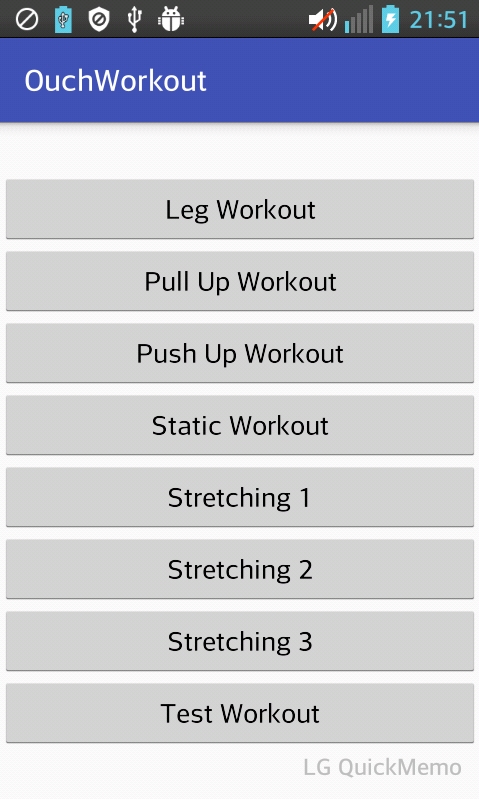 21:51
OuchWorkout
Leg Workout
Pull Up Workout
Push Up Workout
Static Workout
Stretching 1
Stretching 2
Stretching 3
Test Workout
LG QuickMemo